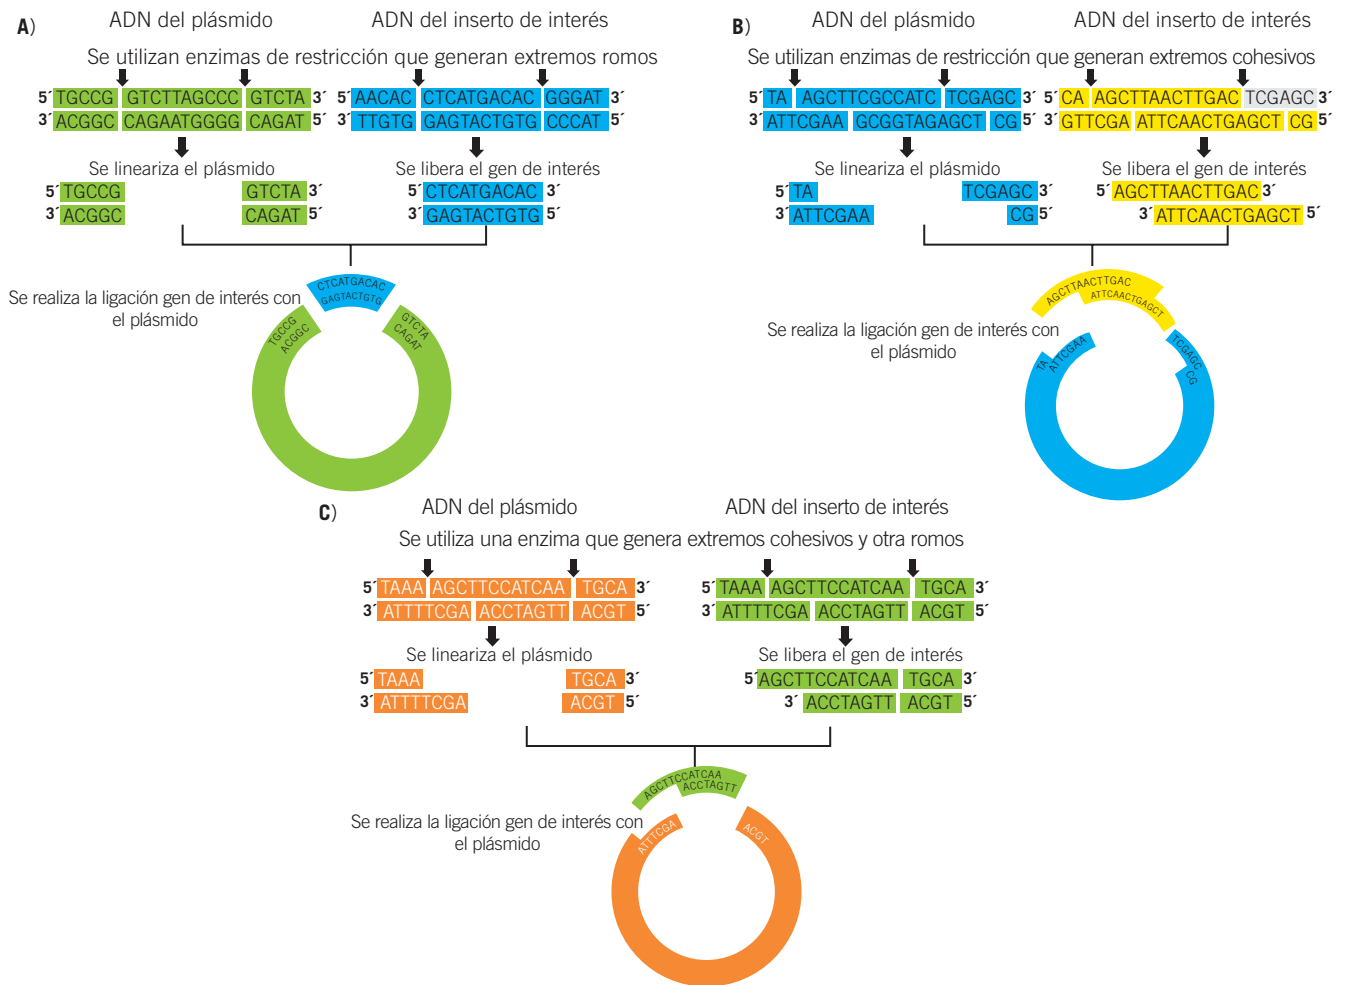 A)
ADN del plásmido
ADN del inserto de interés
Se utilizan enzimas de restricción que generan extremos romos
5´ TGCCG GTCTTAGCCC GTCTA 3´ 5´ AACAC CTCATGACAC GGGAT 3´
3´ ACGGC CAGAATGGGG CAGAT 5´ 3´ TTGTG GAGTACTGTG CCCAT 5´
Se lineariza el plásmido
Se libera el gen de interés
5´ TGCCG GTCTA 3´
3´ ACGGC CAGAT 5´
5´ CTCATGACAC 3´
3´ GAGTACTGTG 5´
CTCATGACAC
GAGTACTGTG
Se realiza la ligación gen de interés con
el plásmido
TGCCG
ACGGC
GTCTA
CAGAT
B)
ADN del plásmido
ADN del inserto de interés
Se utilizan enzimas de restricción que generan extremos cohesivos
5´ TA AGCTTCGCCATC TCGAGC 3´ 5´ CA AGCTTAACTTGAC TCGAGC 3´
3´ ATTCGAA GCGGTAGAGCT CG 5´ 3´ GTTCGA ATTCAACTGAGCT CG 5´
Se lineariza el plásmido
Se libera el gen de interés
5´ TA TCGAGC 3´
3´ ATTCGAA CG 5´
5´ AGCTTAACTTGAC 3´
3´ ATTCAACTGAGCT 5´
AGCTTAACTTGAC
ATTCAACTGAGCT
Se realiza la ligación gen de interés con
el plásmido
TA
ATTCGAA
TCGAGC
CG
C)
ADN del plásmido
ADN del inserto de interés
Se utiliza una enzima que genera extremos cohesivos y otra romos
5´ TAAA AGCTTCCATCAA TGCA 3´ 5´ TAAA AGCTTCCATCAA TGCA 3´
3´ ATTTTCGA ACCTAGTT ACGT 5´ 3´ ATTTTCGA ACCTAGTT ACGT 5´
Se lineariza el plásmido
Se libera el gen de interés
5´ TAAA TGCA 3´
3´ ATTTTCGA ACGT 5´
5´ AGCTTCCATCAA TGCA 3´
3´ ACCTAGTT ACGT 5´
AGCTTCCATCAA
ACCTAGTT
Se realiza la ligación gen de interés con
el plásmido
ATTTCGA
ACGT